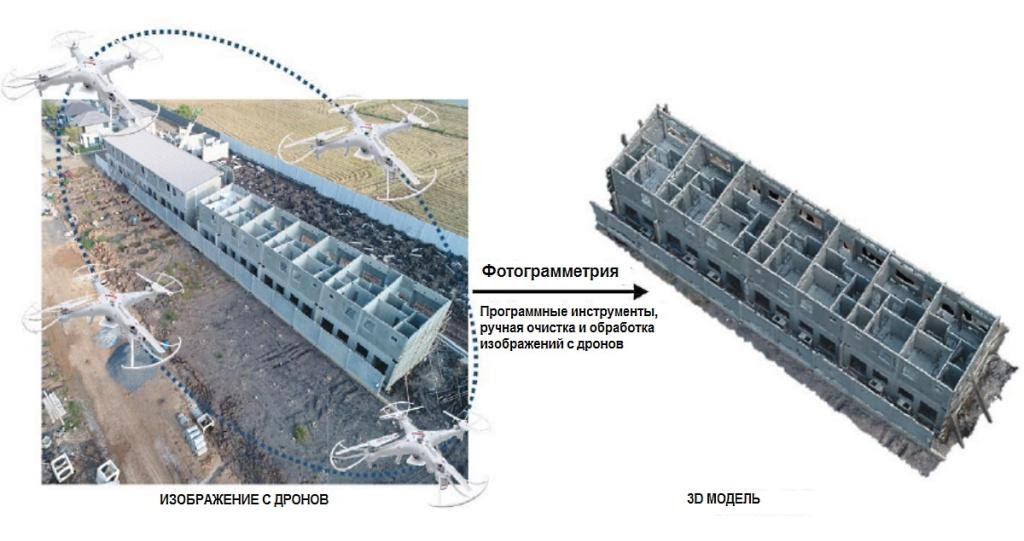 Фотограмметрия
Программные инструменты,
ручная очистка и обработка
изображений с дронов
ИЗОБРАЖЕНИЕ С ДРОНОВ
3D МОДЕЛЬ